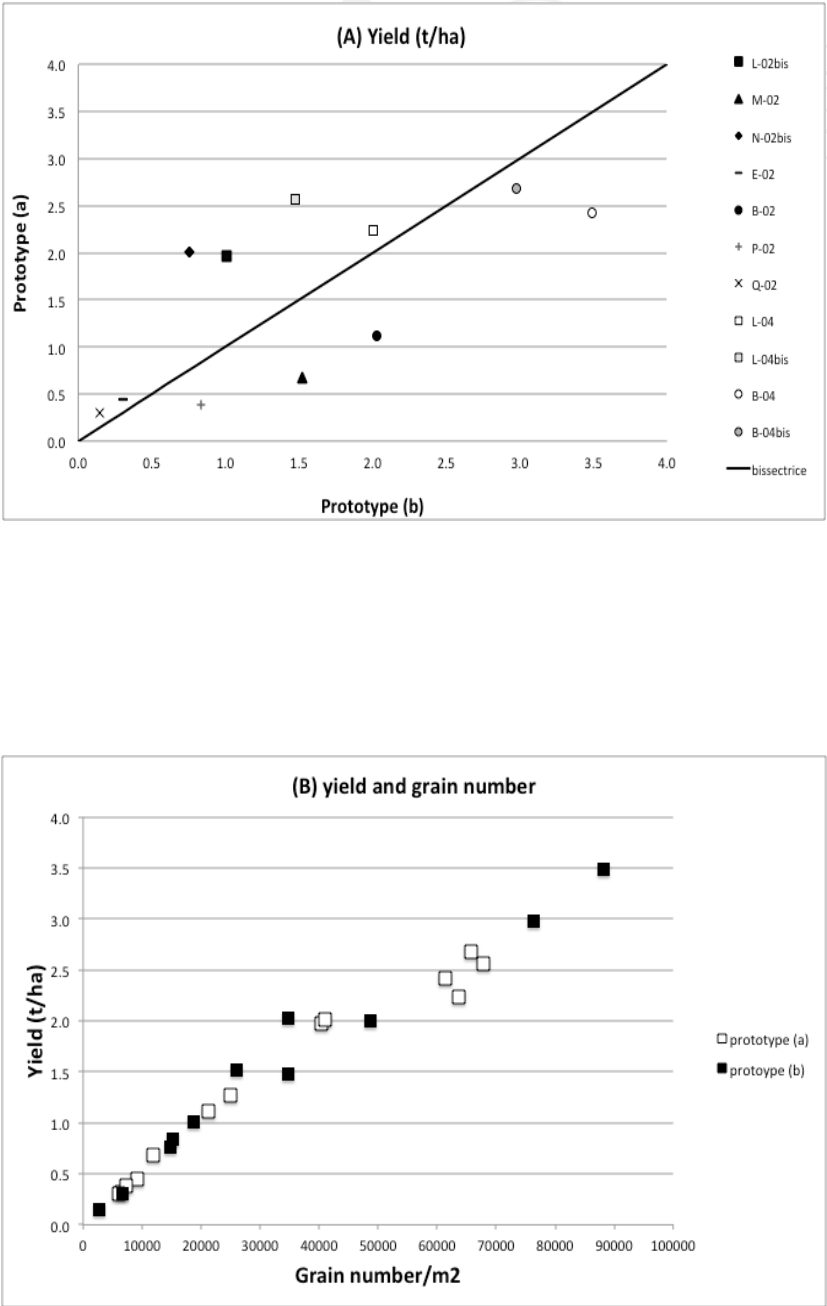 (A) Yield (t/ha)
4.0
3.5
3.0
2.5
2.0
1.5
1.0
0.5
0.0
Prototype (a)
0.0 0.5 1.0 1.5 2.0 2.5 3.0 3.5 4.0
Prototype (b)
L-02bis
M-02
N-02bis
E-02
B-02
P-02
Q-02
L-04
L-04bis
B-04
B-04bis
bissectrice
(B) yield and grain number
4.0
3.5
3.0
2.5
2.0
1.5
1.0
0.5
0.0
Yield (t/ha)
0 10000 20000 30000 40000 50000 60000 70000 80000 90000 100000
Grain number/m2
prototype (a)
protoype (b)